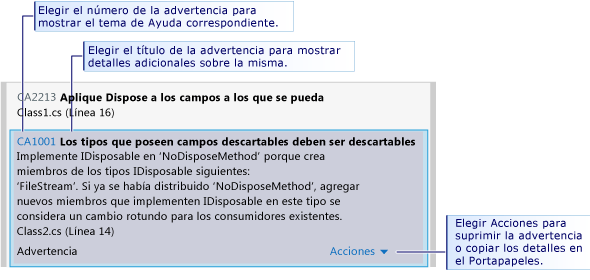 Elegir el número de la advertencia para
mostrar el tema de Ayuda correspondiente.
Elegir el título de la advertencia para mostrar
detalles adicionales sobre la misma.
CA2213 Aplique Dispose a los campos a los que se pueda
Class1.cs (Línea 16)
CA1001 Los tipos que poseen campos descartables deben ser descartables
Implemente IDisposable en 'NoDisposeMethod' porque crea
miembros de los tipos IDisposable siguientes:
'FileStream'. Si ya se había distribuido 'NoDisposeMethod', agregar
nuevos miembros que implementen IDisposable en este tipo se
considera un cambio rotundo para los consumidores existentes.
Class2.cs (Línea 14)
Advertencia Acciones
Elegir Acciones para
suprimir la advertencia
o copiar los detalles en
el Portapapeles.